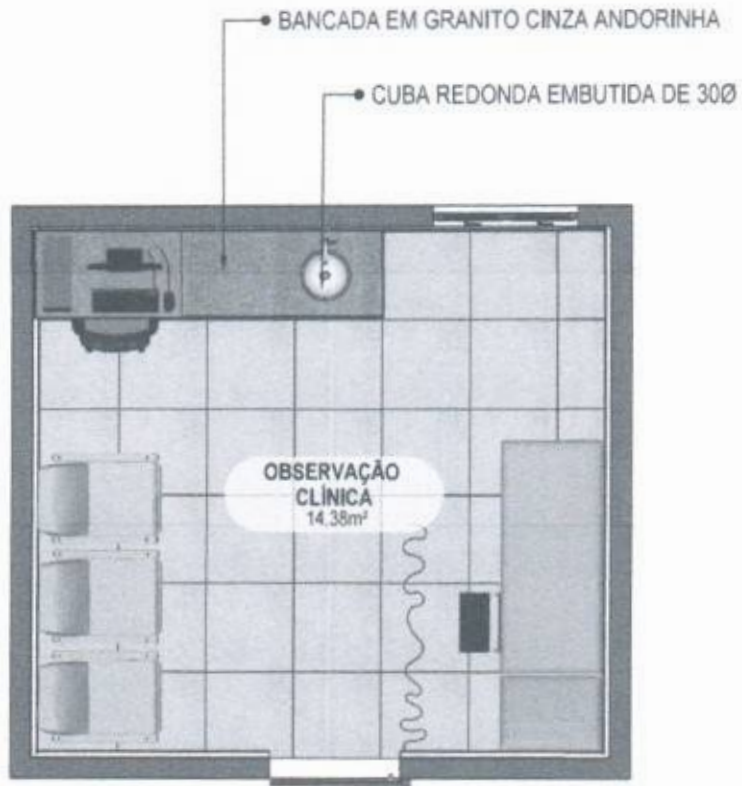 BANCADA EM GRANITO CINZA ANDORINHA
CUBA REDONDA EMBUTIDA DE 30Ø
OBSERVAÇÃO
CLÍNICA
14,38m²